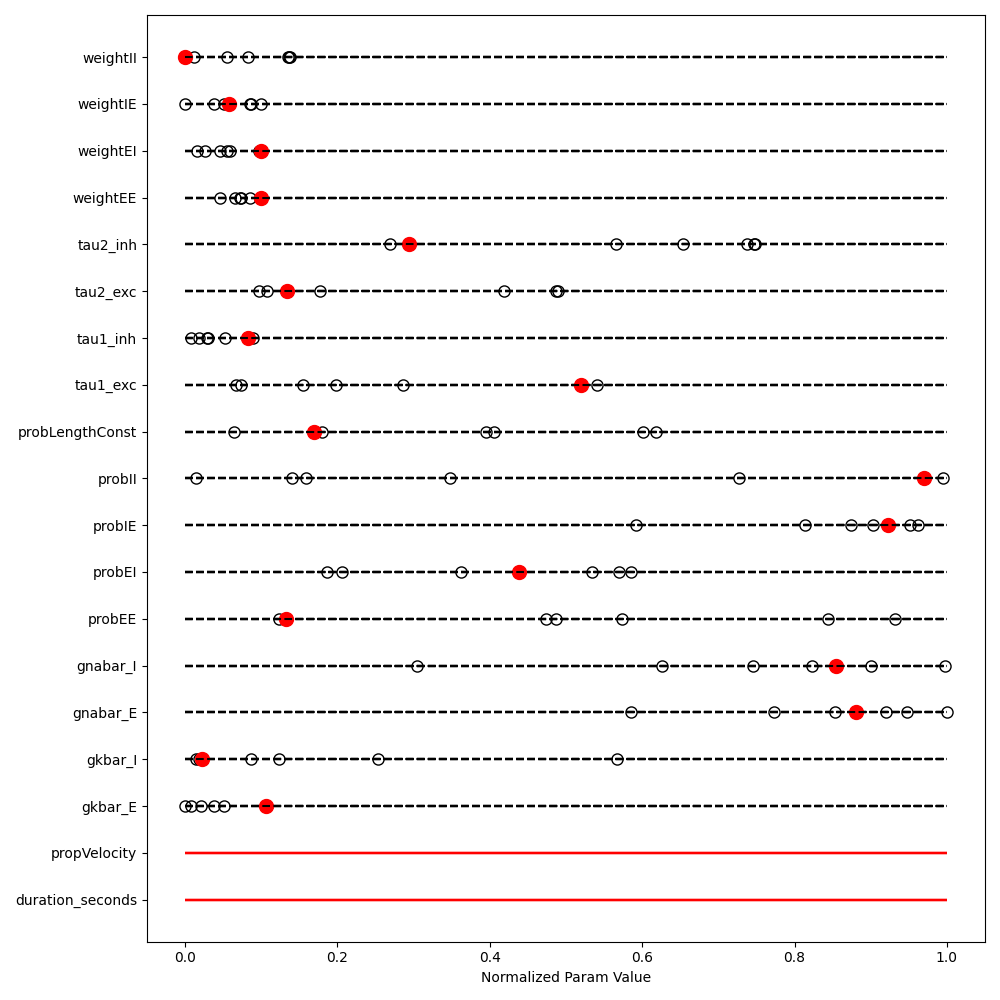 weightII
weightIE
weightEI
weightEE
tau2_inh
tau2_exc
tau1_inh
tau1_exc
probLengthConst
probII
probIE
probEI
probEE
gnabar_I
gnabar_E
gkbar_I
gkbar_E
propVelocity
duration_seconds
0.0 0.2 0.4 0.6 0.8 1.0
Normalized Param Value